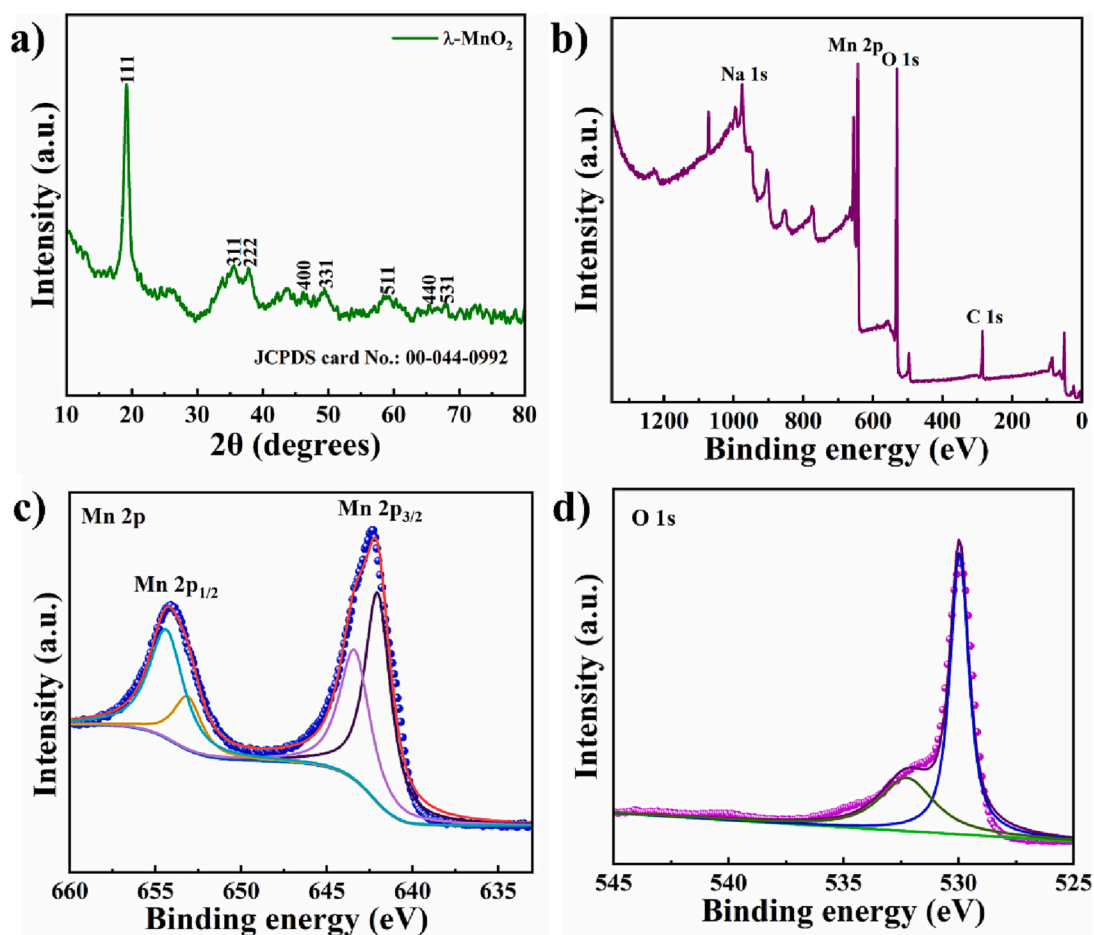 a)
λ-MnO₂
111
311
222
400
331
511
440
531
JCPDS card No.: 00-044-0992
Intensity (a.u.)
10 20 30 40 50 60 70 80
2θ (degrees)
b)
Mn 2p
O 1s
Na 1s
C 1s
Intensity (a.u.)
1200 1000 800 600 400 200 0
Binding energy (eV)
c)
Mn 2p
Mn 2p₃/₂
Mn 2p₁/₂
Intensity (a.u.)
660 655 650 645 640 635
Binding energy (eV)
d)
O 1s
Intensity (a.u.)
545 540 535 530 525
Binding energy (eV)